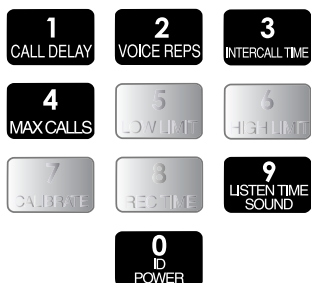 1
CALL DELAY
2
VOICE REPS
3
INTERCALL TIME
4
MAX CALLS
5
LOW LIMIT
6
HIGH LIMIT
7
CALIBRATE
8
REC TIME
9
LISTEN TIME
SOUND
0
ID
POWER